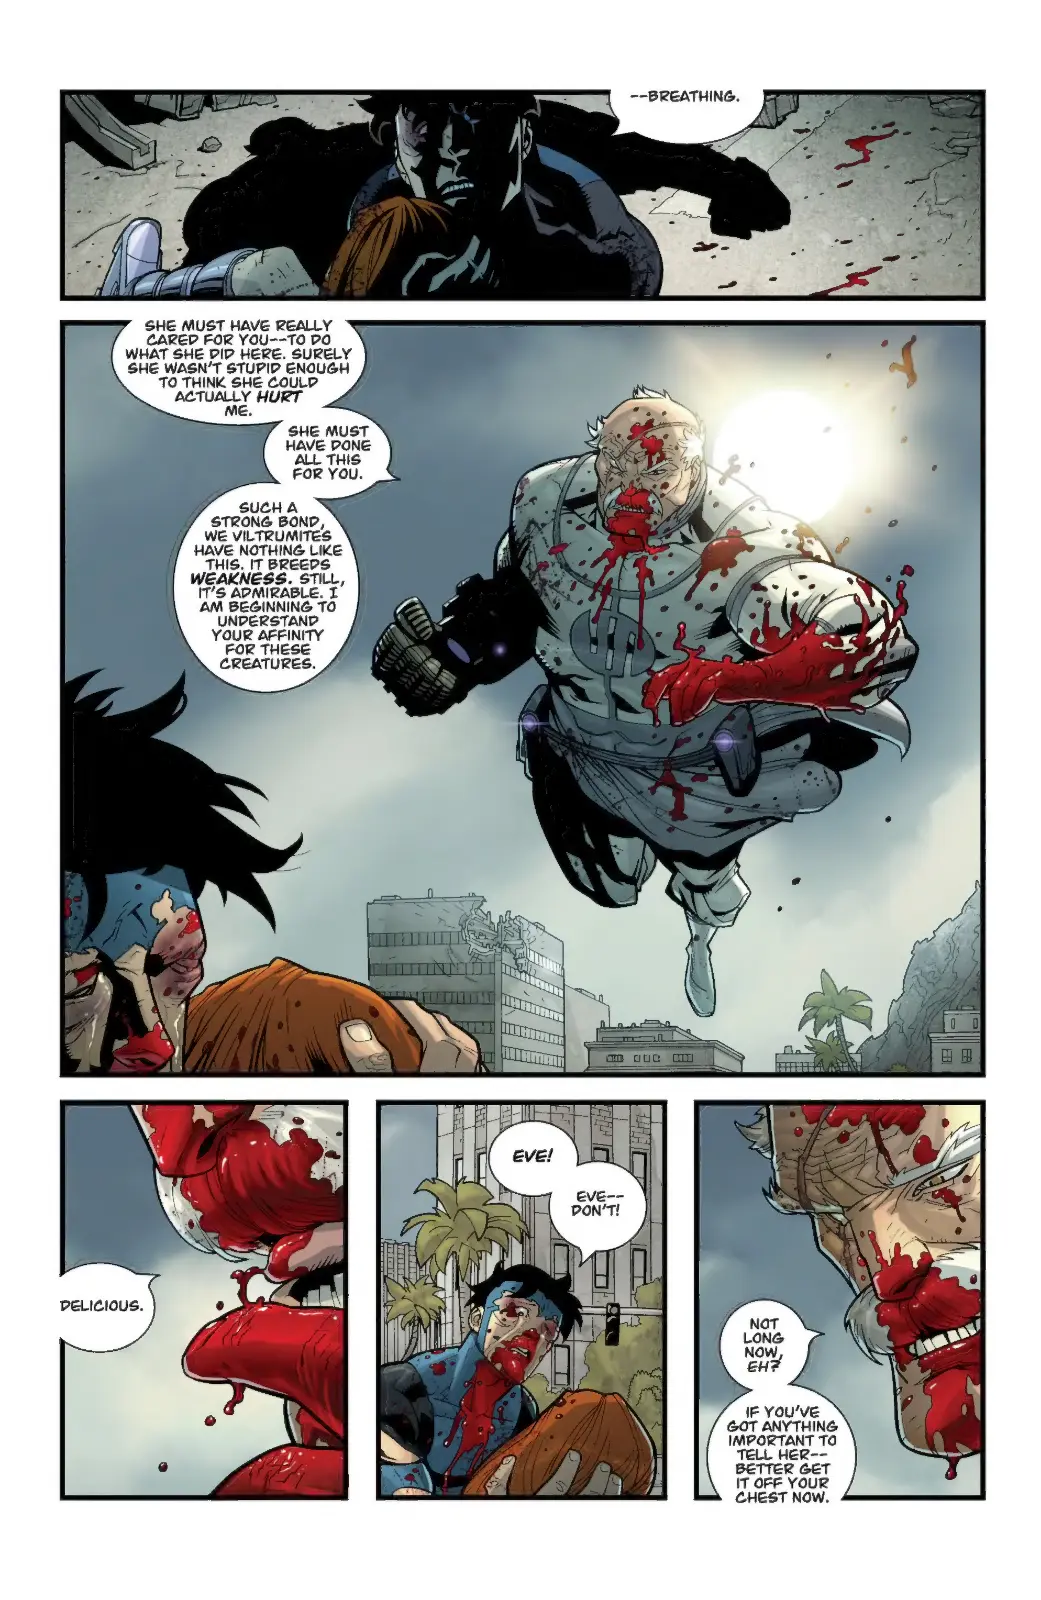 --BREATHING.
SHE MUST HAVE REALLY
CARED FOR YOU--TO DO
WHAT SHE DID HERE. SURELY
SHE WASN'T STUPID ENOUGH
TO THINK SHE COULD
ACTUALLY HURT
ME.
SHE MUST
HAVE DONE
ALL THIS
FOR YOU.
SUCH A
STRONG BOND,
WE VILTRUMITES
HAVE NOTHING LIKE
THIS. IT BREEDS
WEAKNESS. STILL,
IT'S ADMIRABLE. I
AM BEGINNING TO
UNDERSTAND
YOUR AFFINITY
FOR THESE
CREATURES.
DELICIOUS.
EVE!
EVE--
DON'T!
NOT
LONG
NOW,
EH?
IF YOU'VE
GOT ANYTHING
IMPORTANT TO
TELL HER--
BETTER GET
IT OFF YOUR
CHEST NOW.